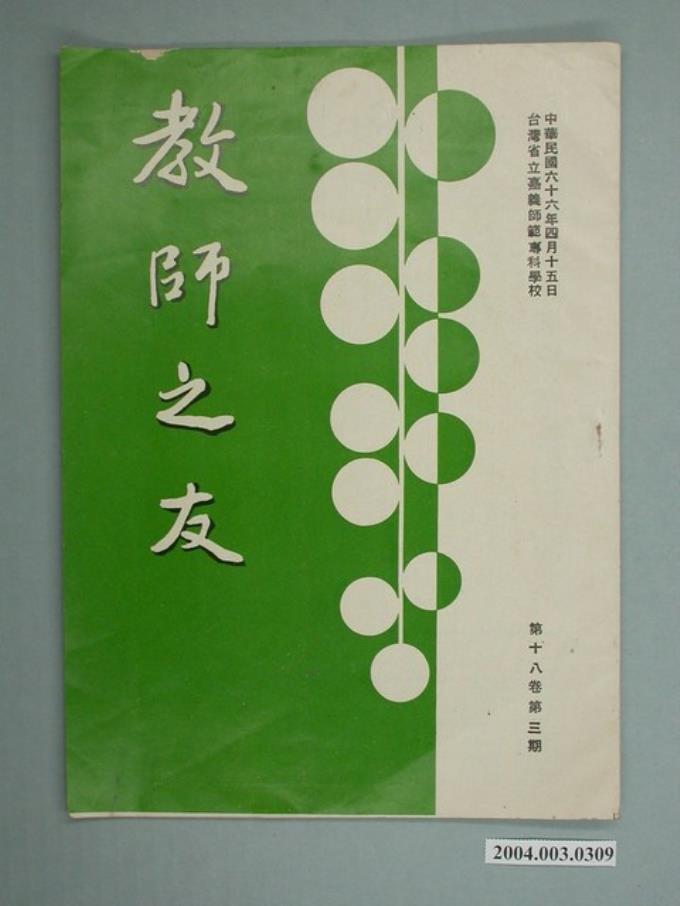 中華民國六十六年四月十五日
台灣省立嘉義師範專科學校
教師之友
第十八卷第三期
2004.003.0309